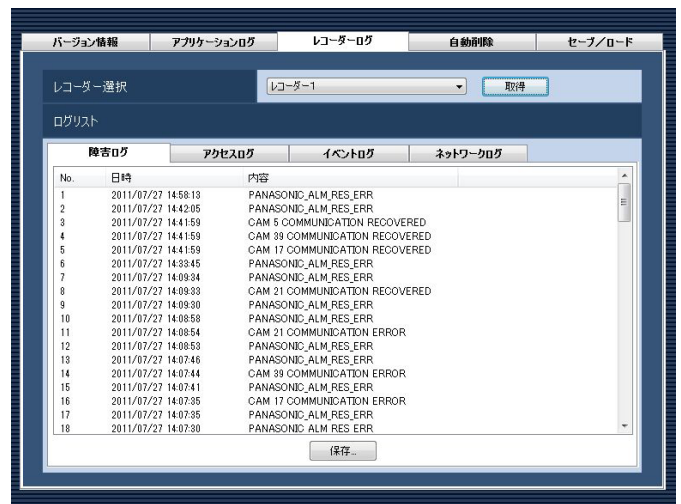 バージョン情報 アプリケーションログ レコーダーログ 自動削除 セーブ／ロード
レコーダー選択 レコーダー1 取得
ログリスト
障害ログ アクセスログ イベントログ ネットワークログ
No. 日時 内容
1 2011/07/27 14:58:13 PANASONIC_ALM_RES_ERR
2 2011/07/27 14:42:05 PANASONIC_ALM_RES_ERR
3 2011/07/27 14:41:59 CAM 5 COMMUNICATION RECOVERED
4 2011/07/27 14:41:59 CAM 39 COMMUNICATION RECOVERED
5 2011/07/27 14:41:59 CAM 17 COMMUNICATION RECOVERED
6 2011/07/27 14:33:45 PANASONIC_ALM_RES_ERR
7 2011/07/27 14:09:34 PANASONIC_ALM_RES_ERR
8 2011/07/27 14:09:33 CAM 21 COMMUNICATION RECOVERED
9 2011/07/27 14:09:30 PANASONIC_ALM_RES_ERR
10 2011/07/27 14:08:58 PANASONIC_ALM_RES_ERR
11 2011/07/27 14:08:54 CAM 21 COMMUNICATION ERROR
12 2011/07/27 14:08:53 PANASONIC_ALM_RES_ERR
13 2011/07/27 14:07:46 PANASONIC_ALM_RES_ERR
14 2011/07/27 14:07:44 CAM 39 COMMUNICATION ERROR
15 2011/07/27 14:07:41 PANASONIC_ALM_RES_ERR
16 2011/07/27 14:07:35 CAM 17 COMMUNICATION ERROR
17 2011/07/27 14:07:35 PANASONIC_ALM_RES_ERR
18 2011/07/27 14:07:30 PANASONIC_ALM_RES_ERR
保存...